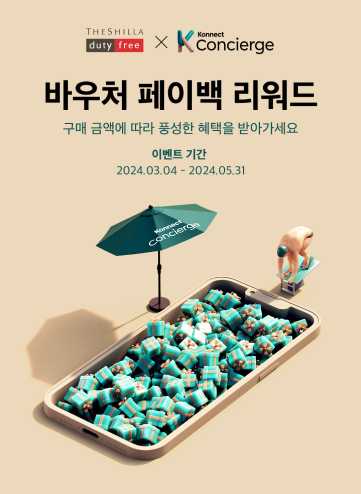 THE SHILLA
duty free
Konnect
Concierge
바우처 페이백 리워드
구매 금액에 따라 풍성한 혜택을 받아가세요
이벤트 기간
2024.03.04 - 2024.05.31
Konnect
Concierge